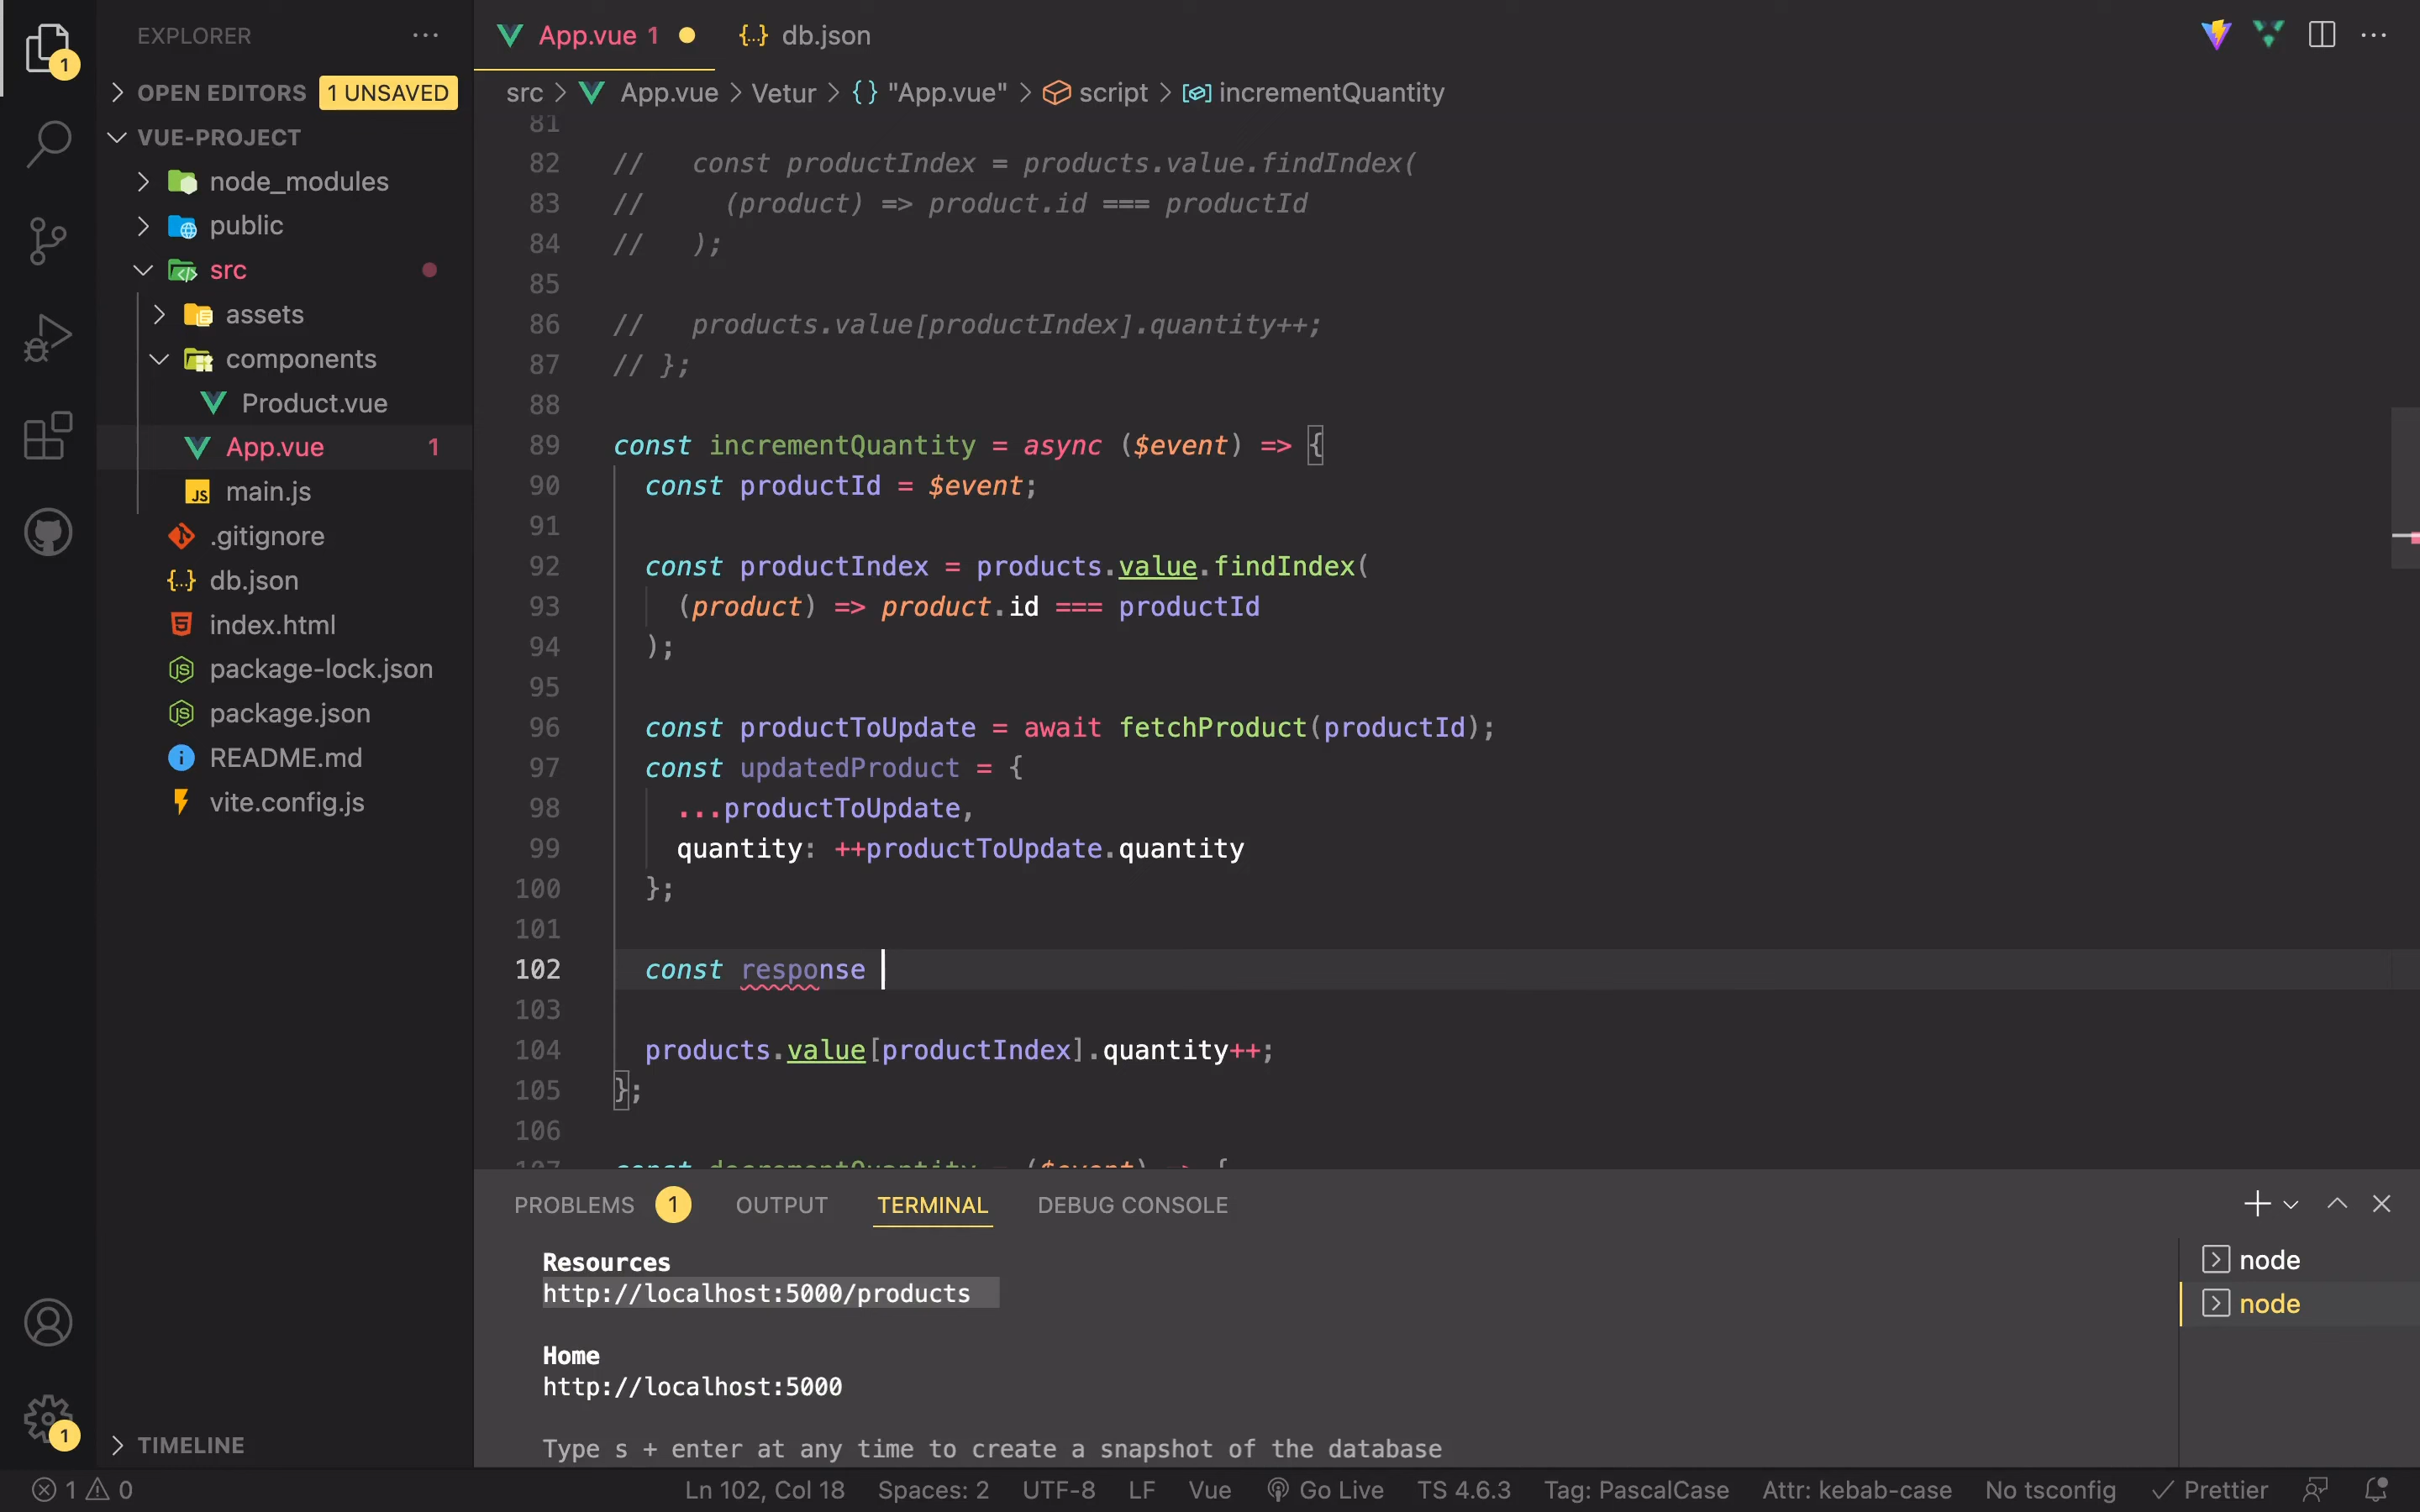 EXPLORER
OPEN EDITORS 1 UNSAVED
VUE-PROJECT
node_modules
public
src
assets
components
Product.vue
App.vue 1
main.js
.gitignore
db.json
index.html
package-lock.json
package.json
README.md
vite.config.js
TIMELINE
1
1
App.vue 1
db.json
src > App.vue > Vetur > {} "App.vue" > script > incrementQuantity
81
82 //   const productIndex = products.value.findIndex(
83 //     (product) => product.id === productId
84 //   );
85
86 //   products.value[productIndex].quantity++;
87 // };
88
89 const incrementQuantity = async ($event) => {
90   const productId = $event;
91
92   const productIndex = products.value.findIndex(
93     (product) => product.id === productId
94   );
95
96   const productToUpdate = await fetchProduct(productId);
97   const updatedProduct = {
98     ...productToUpdate,
99     quantity: ++productToUpdate.quantity
100   };
101
102   const response
103
104   products.value[productIndex].quantity++;
105 };
106
107 const decrementQuantity = ($event) => {
PROBLEMS 1 OUTPUT TERMINAL DEBUG CONSOLE
Resources
http://localhost:5000/products
Home
http://localhost:5000
Type s + enter at any time to create a snapshot of the database
node
node
1 0 Ln 102, Col 18 Spaces: 2 UTF-8 LF Vue Go Live TS 4.6.3 Tag: PascalCase Attr: kebab-case No tsconfig Prettier